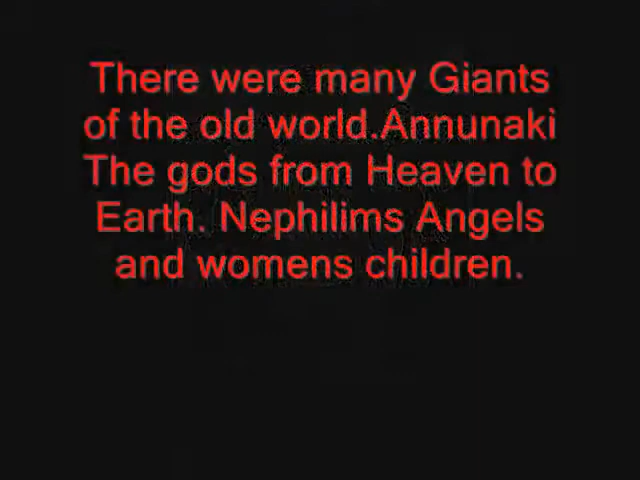 There were many Giants
of the old world.Annunaki
The gods from Heaven to
Earth. Nephilims Angels
and womens children.